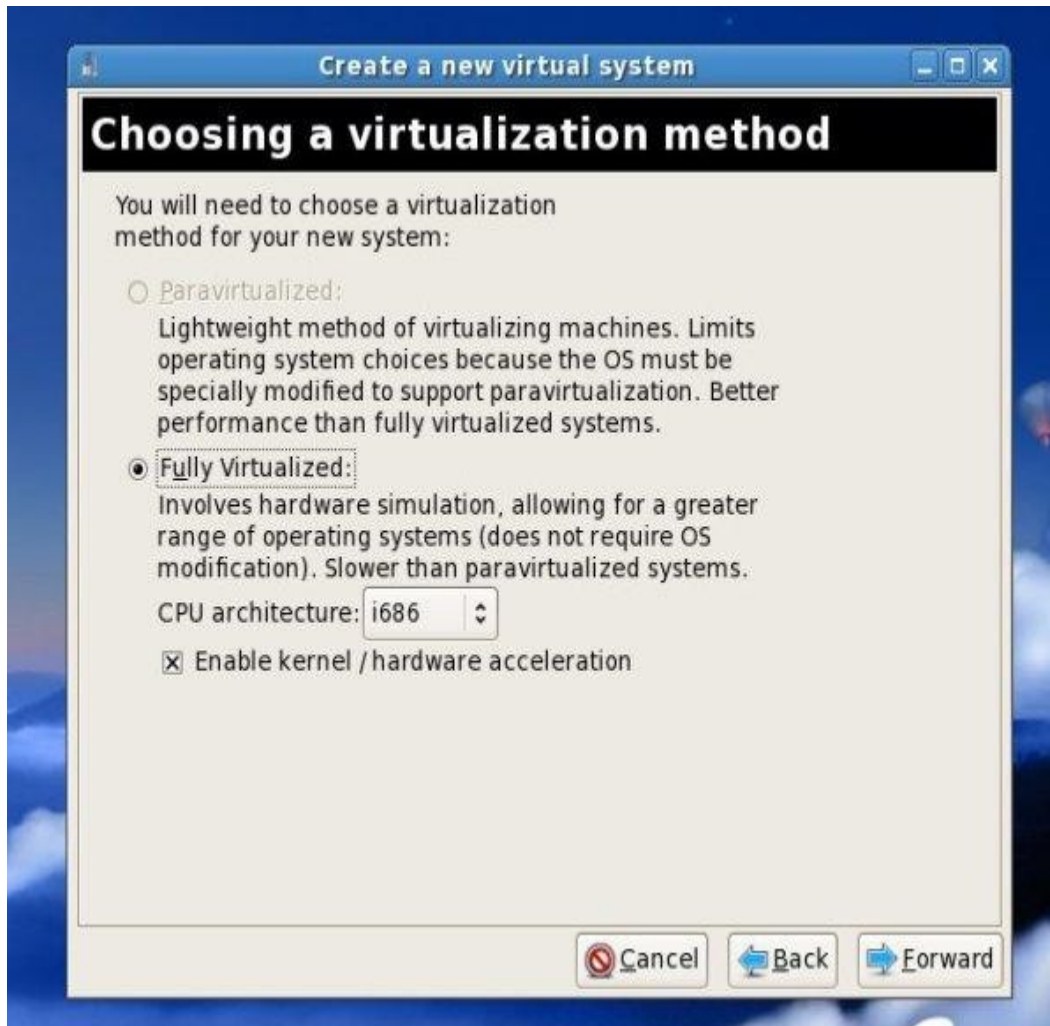 Create a new virtual system
Choosing a virtualization method
You will need to choose a virtualization
method for your new system:
Paravirtualized:
Lightweight method of virtualizing machines. Limits
operating system choices because the OS must be
specially modified to support paravirtualization. Better
performance than fully virtualized systems.
Fully Virtualized:
Involves hardware simulation, allowing for a greater
range of operating systems (does not require OS
modification). Slower than paravirtualized systems.
CPU architecture: i686
Enable kernel / hardware acceleration
Cancel Back Forward